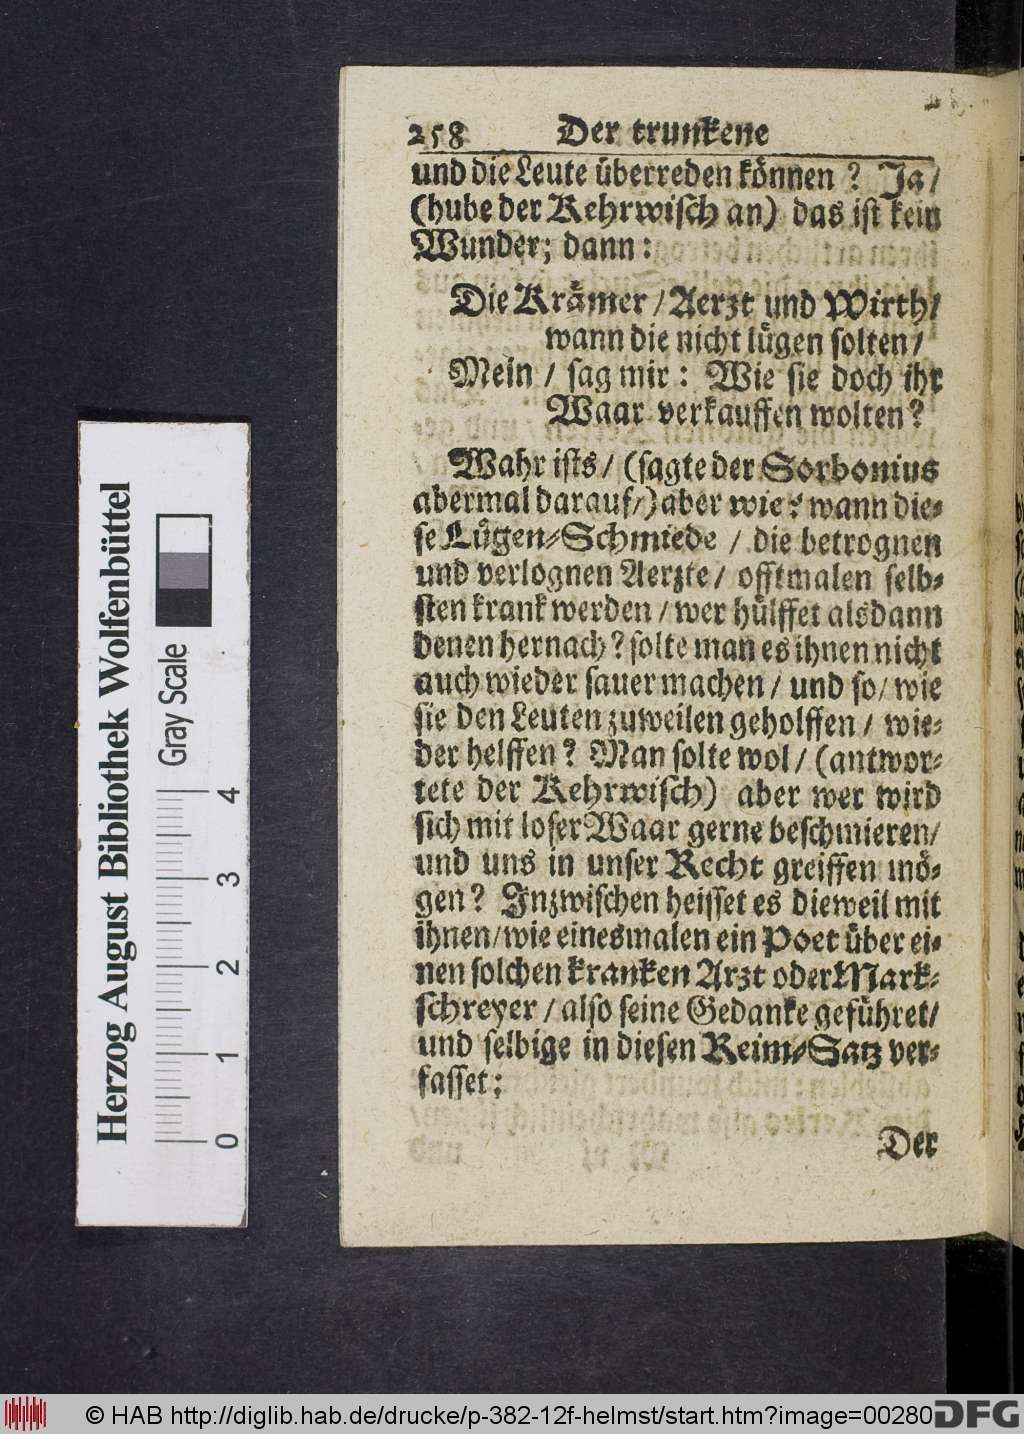 258 Der trunkene
und die Leute überreden können? Ja/
(hube der Kehrwisch an) das ist kein
Wunder; dann:
Die Krämer/Aerzt und Wirth/
wann die nicht lügen solten/
Mein/ sag mir: Wie sie doch ihr
Waar verkauffen wolten?
Wahr ists/ (sagte der Sorbonius
abermal darauf/) aber wie? wann die-
se Lügen-Schmiede / die betrognen
und verlognen Aerzte/ offtmalen selb-
sten krank werden/wer hülffet alsdann
denen hernach? solte man es ihnen nicht
auch wieder sauer machen/ und so/ wie
sie den Leuten zuweilen geholffen/ wie-
der helffen? Man solte wol/ (antwor-
tete der Kehrwisch) aber wer wird
sich mit loser Waar gerne beschmieren/
und uns in unser Recht greiffen mö-
gen? Inzwischen heisset es dieweil mit
ihnen/wie einesmalen ein Poet über ei-
nen solchen kranken Arzt oder Mark-
schreyer/ also seine Gedanke geführet/
und selbige in diesen Reim-Satz ver-
fasset:
Der
Herzog August Bibliothek Wolfenbüttel
Gray Scale
0 1 2 3 4
© HAB http://diglib.hab.de/drucke/p-382-12f-helmst/start.htm?image=00280
DFG